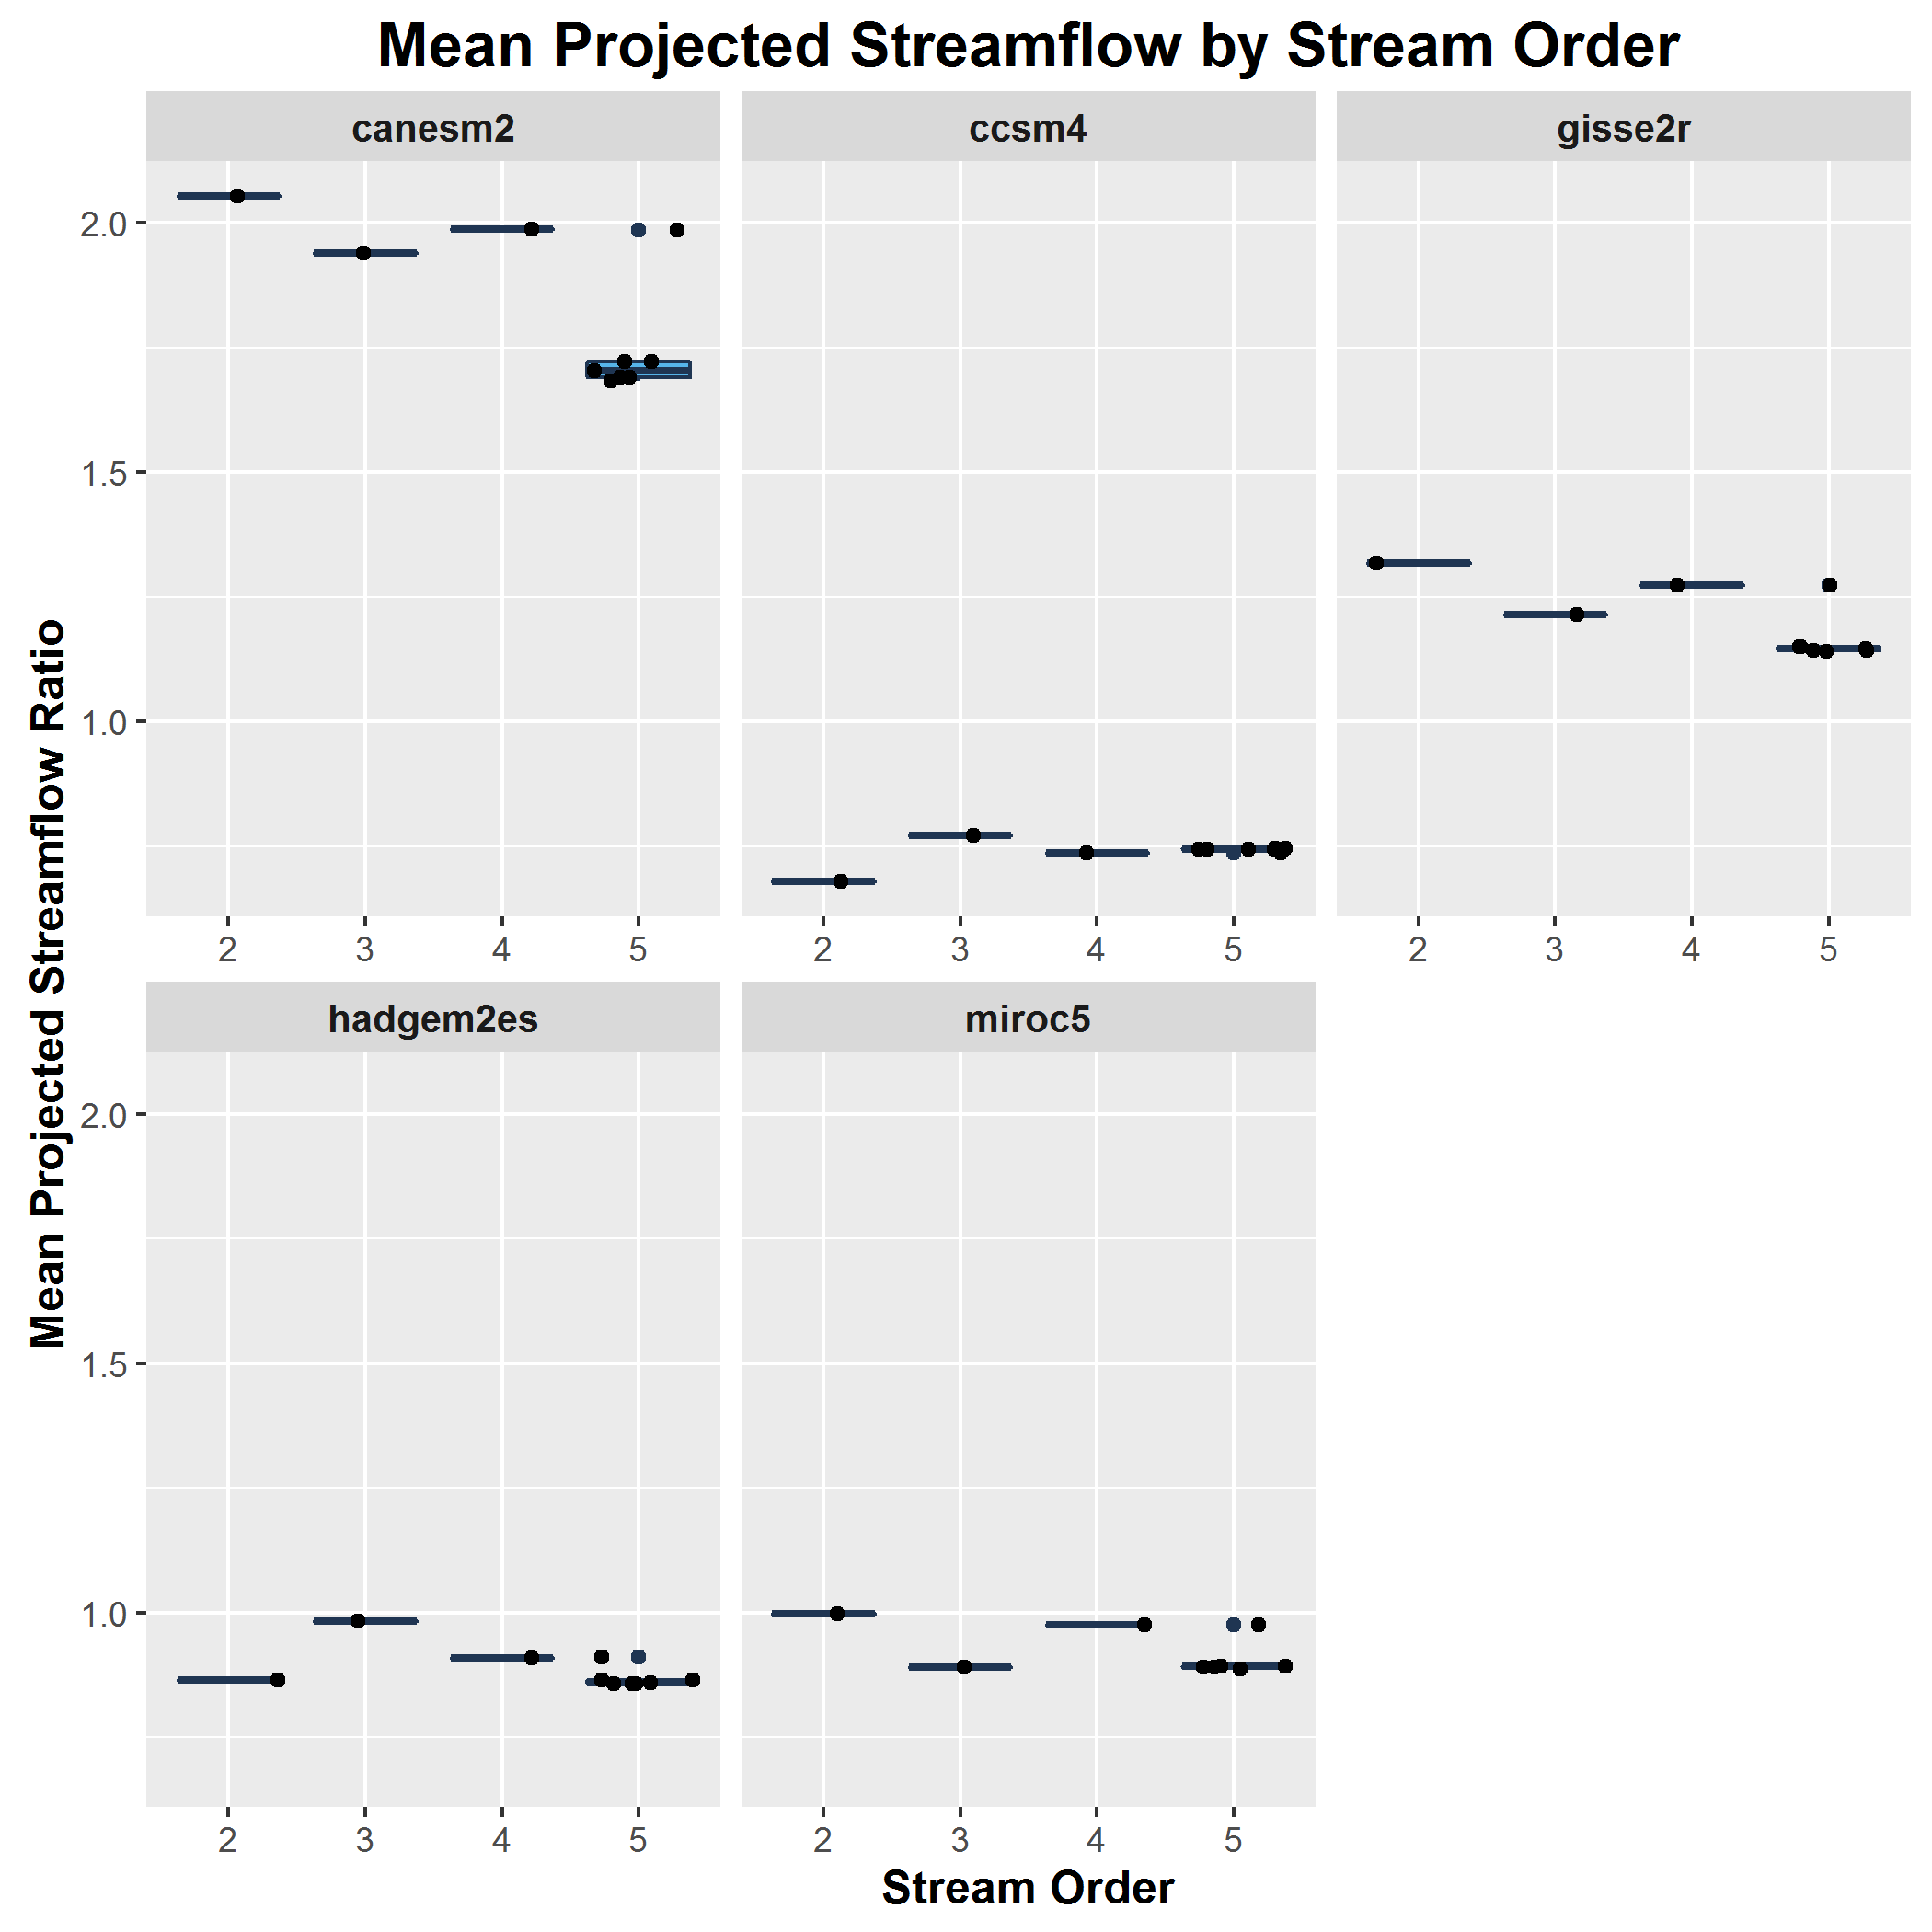 Mean Projected Streamflow by Stream Order
canesm2
ccsm4
gisse2r
2.0
1.5
1.0
2 3 4 5
2 3 4 5
2 3 4 5
Mean Projected Streamflow Ratio
hadgem2es
miroc5
2.0
1.5
1.0
2 3 4 5
2 3 4 5
Stream Order